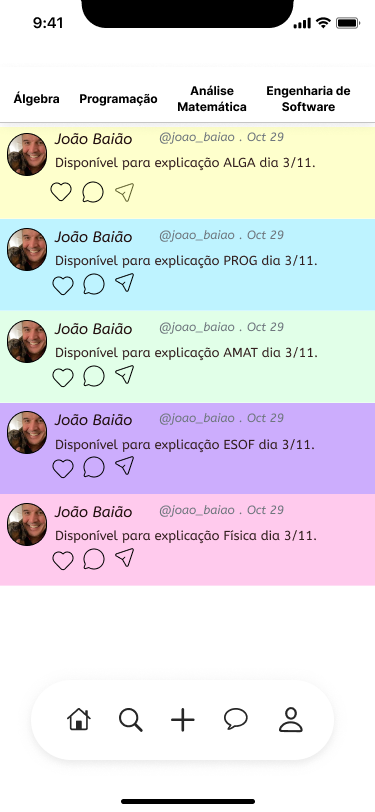 9:41
Álgebra Programação Análise Matemática Engenharia de Software
João Baião @joao_baiao . Oct 29
Disponível para explicação ALGA dia 3/11.
João Baião @joao_baiao . Oct 29
Disponível para explicação PROG dia 3/11.
João Baião @joao_baiao . Oct 29
Disponível para explicação AMAT dia 3/11.
João Baião @joao_baiao . Oct 29
Disponível para explicação ESOF dia 3/11.
João Baião @joao_baiao . Oct 29
Disponível para explicação Física dia 3/11.